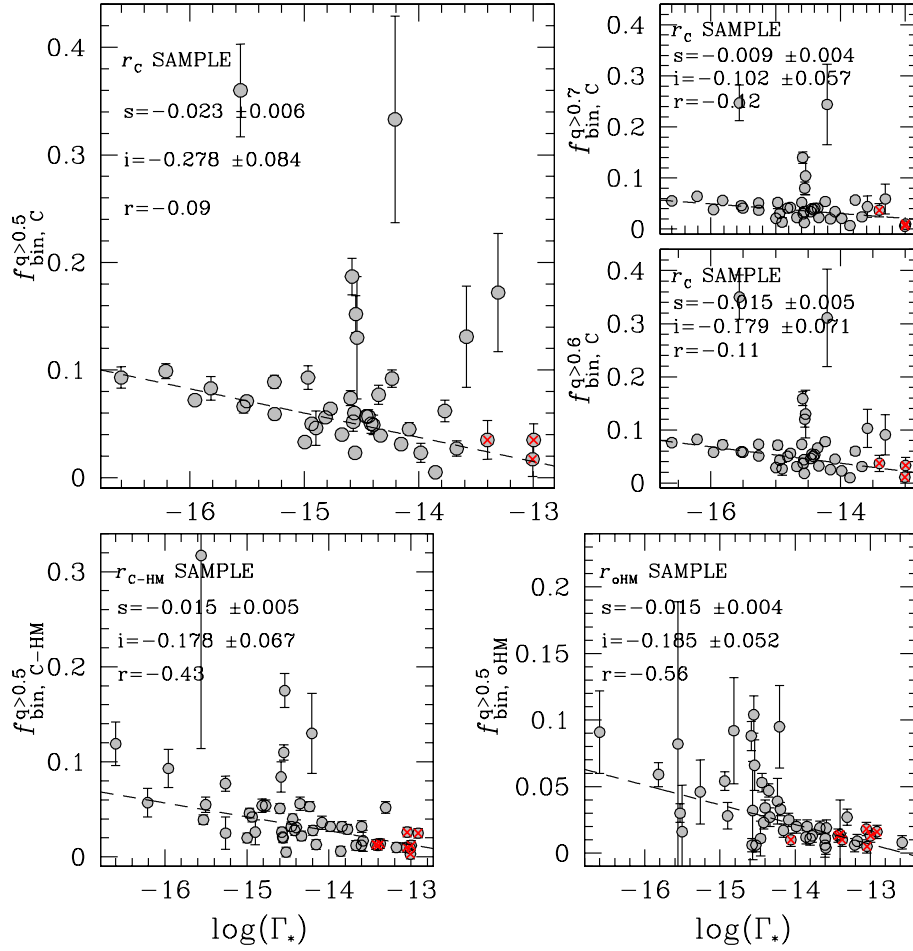 r_C SAMPLE
s=−0.023 ±0.006
i=−0.278 ±0.084
r=−0.09
f^{q>0.5}_{bin, C}
0.4
0.3
0.2
0.1
0
−16 −15 −14 −13
r_C SAMPLE
s=−0.009 ±0.004
i=−0.102 ±0.057
r=−0.12
f^{q>0.7}_{bin, C}
0.4
0.3
0.2
0.1
0
r_C SAMPLE
s=−0.015 ±0.005
i=−0.179 ±0.071
r=−0.11
f^{q>0.6}_{bin, C}
0.4
0.3
0.2
0.1
0
−16 −14
r_{C−HM} SAMPLE
s=−0.015 ±0.005
i=−0.178 ±0.067
r=−0.43
f^{q>0.5}_{bin, C−HM}
0.3
0.2
0.1
0
−16 −15 −14 −13
log(Γ_*)
r_{oHM} SAMPLE
s=−0.015 ±0.004
i=−0.185 ±0.052
r=−0.56
f^{q>0.5}_{bin, oHM}
0.2
0.15
0.1
0.05
0
−16 −15 −14 −13
log(Γ_*)